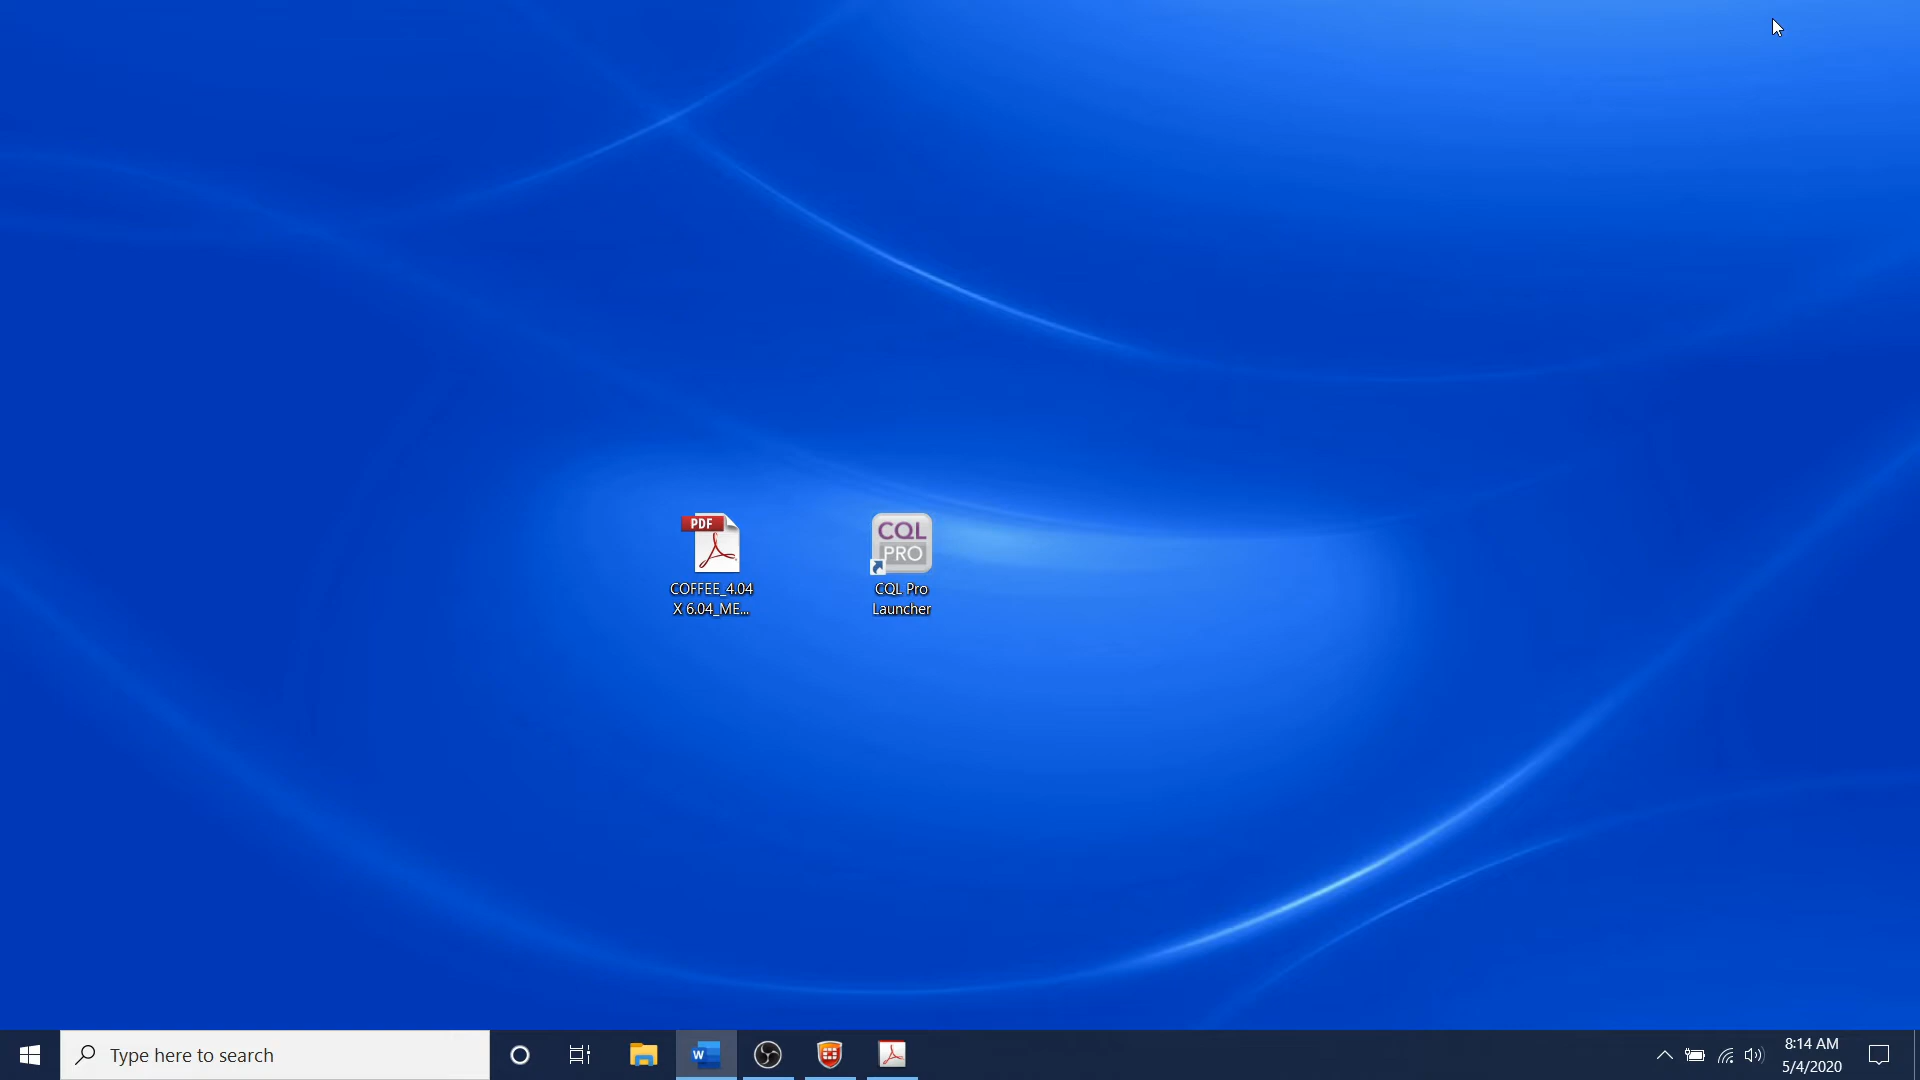 PDF
COFFEE_4.04
X 6.04_ME...
CQL
PRO
CQL Pro
Launcher
Type here to search
W
8:14 AM
5/4/2020